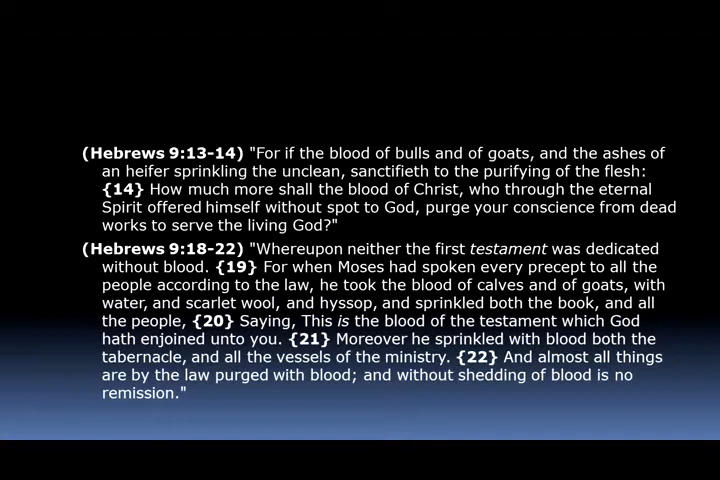 (Hebrews 9:13-14) "For if the blood of bulls and of goats, and the ashes of
an heifer sprinkling the unclean, sanctifieth to the purifying of the flesh:
{14} How much more shall the blood of Christ, who through the eternal
Spirit offered himself without spot to God, purge your conscience from dead
works to serve the living God?"
(Hebrews 9:18-22) "Whereupon neither the first testament was dedicated
without blood. {19} For when Moses had spoken every precept to all the
people according to the law, he took the blood of calves and of goats, with
water, and scarlet wool, and hyssop, and sprinkled both the book, and all
the people, {20} Saying, This is the blood of the testament which God
hath enjoined unto you. {21} Moreover he sprinkled with blood both the
tabernacle, and all the vessels of the ministry. {22} And almost all things
are by the law purged with blood; and without shedding of blood is no
remission."